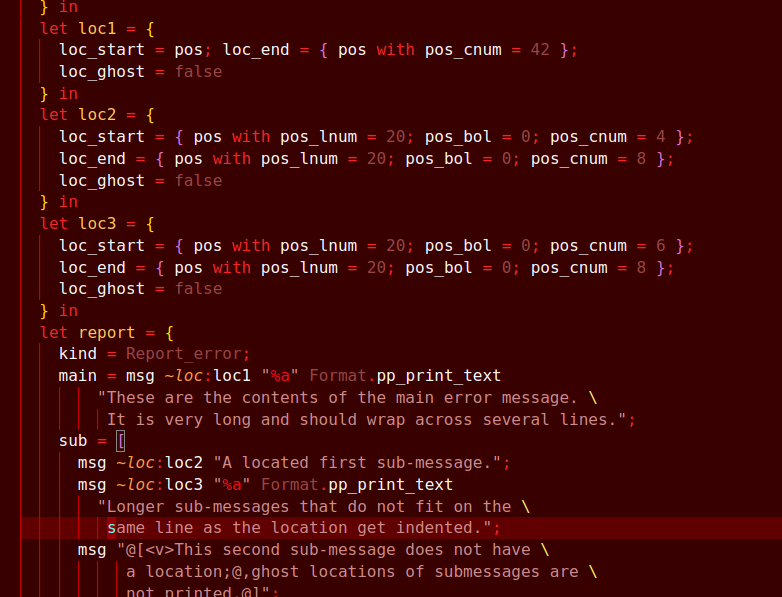 } in
let loc1 = {
loc_start = pos; loc_end = { pos with pos_cnum = 42 };
loc_ghost = false
} in
let loc2 = {
loc_start = { pos with pos_lnum = 20; pos_bol = 0; pos_cnum = 4 };
loc_end = { pos with pos_lnum = 20; pos_bol = 0; pos_cnum = 8 };
loc_ghost = false
} in
let loc3 = {
loc_start = { pos with pos_lnum = 20; pos_bol = 0; pos_cnum = 6 };
loc_end = { pos with pos_lnum = 20; pos_bol = 0; pos_cnum = 8 };
loc_ghost = false
} in
let report = {
kind = Report_error;
main = msg ~loc:loc1 "%a" Format.pp_print_text
"These are the contents of the main error message. \
It is very long and should wrap across several lines.";
sub = [
msg ~loc:loc2 "A located first sub-message.";
msg ~loc:loc3 "%a" Format.pp_print_text
"Longer sub-messages that do not fit on the \
same line as the location get indented.";
msg "@[<v>This second sub-message does not have \
a location;@,ghost locations of submessages are \
not printed.@]";